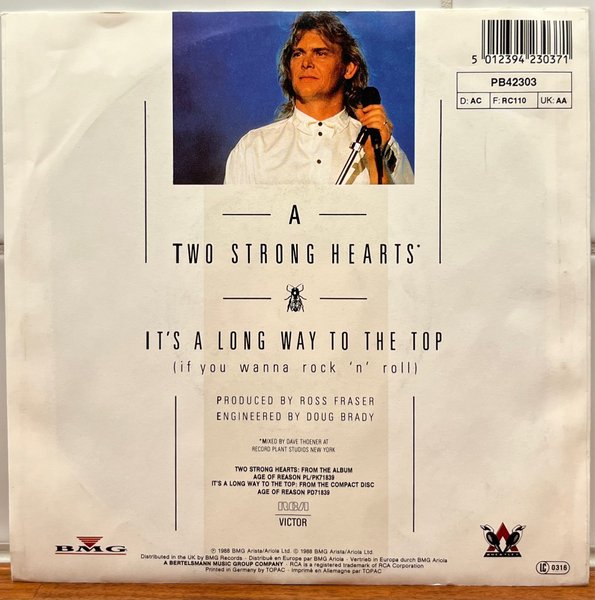 5 012394 230371
PB42303
D: AC F: RC110 UK: AA
A
TWO STRONG HEARTS*
IT'S A LONG WAY TO THE TOP
(if you wanna rock 'n' roll)
PRODUCED BY ROSS FRASER
ENGINEERED BY DOUG BRADY
*MIXED BY DAVE THOENER AT
RECORD PLANT STUDIOS NEW YORK
TWO STRONG HEARTS: FROM THE ALBUM
AGE OF REASON PL/PK71839
IT'S A LONG WAY TO THE TOP: FROM THE COMPACT DISC
AGE OF REASON PD71839
RCA
VICTOR
BMG
℗ 1988 BMG Arista/Ariola Ltd. © 1988 BMG Arista/Ariola Ltd.
Distributed in the UK by BMG Records - Distribué en Europe par BMG Ariola - Vertrieb in Europa durch BMG Ariola
A BERTELSMANN MUSIC GROUP COMPANY - RCA is a registered trademark of RCA Corporation
Printed in Germany by TOPAC - Imprimé en Allemagne par TOPAC
WHEATLEY
LC 0316